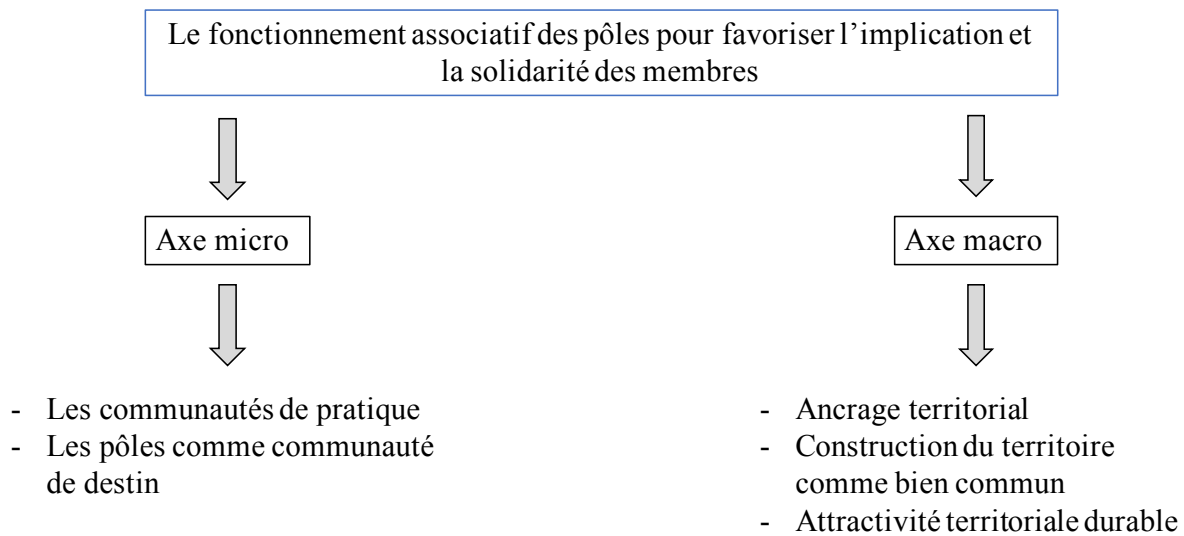 Le fonctionnement associatif des pôles pour favoriser l’implication et
la solidarité des membres
Axe micro
Axe macro
- Les communautés de pratique
- Les pôles comme communauté
de destin
- Ancrage territorial
- Construction du territoire
comme bien commun
- Attractivité territoriale durable